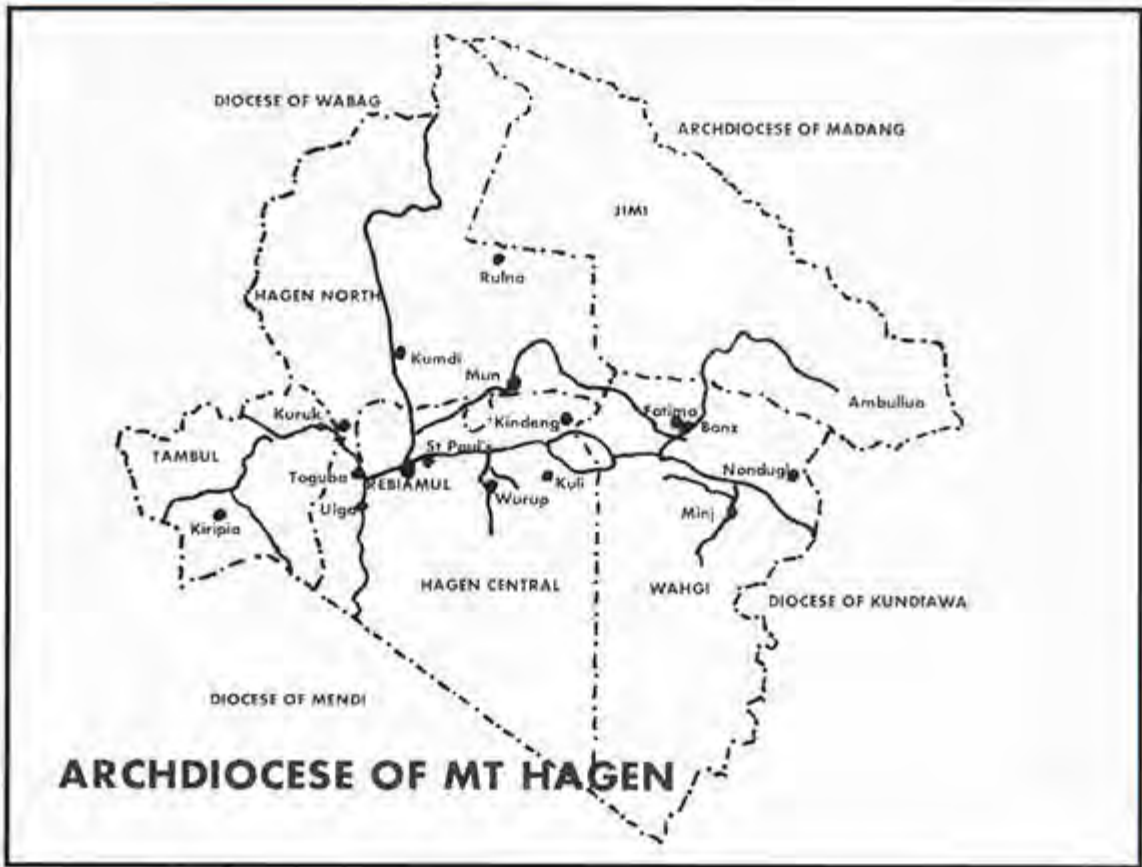 DIOCESE OF WABAG
ARCHDIOCESE OF MADANG
JIMI
Rulna
HAGEN NORTH
Kumdi
Mun
Ambullua
Kuruk
Kindeng
Fatima
Banz
TAMBUL
St Paul's
Toguba
REBIAMUL
Kuli
Nondugl
Ulga
Wurup
Minj
Kiripia
HAGEN CENTRAL
WAHGI
DIOCESE OF KUNDIAWA
DIOCESE OF MENDI
ARCHDIOCESE OF MT HAGEN